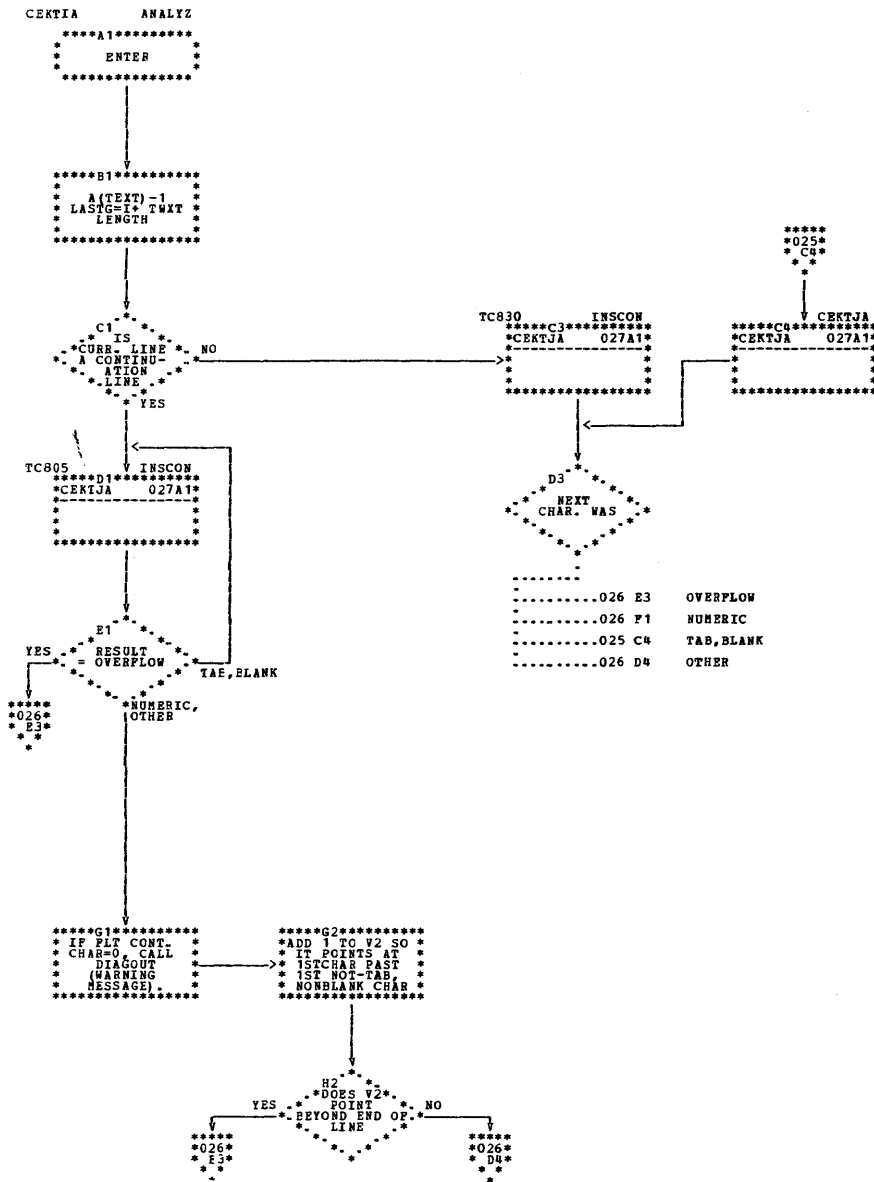 CEKTIA ANALYZ
A1
ENTER
B1
A(TEXT)-1
LASTG=I+ TWXT
LENGTH
025
C4
C1
IS
CURR. LINE
A CONTINU-
ATION
LINE
NO
YES
TC830 INSCON
C3
CEKTJA 027A1
CEKTJA
C4
CEKTJA 027A1
TC805 INSCON
D1
CEKTJA 027A1
D3
NEXT
CHAR. WAS
026 E3 OVERFLOW
026 F1 NUMERIC
025 C4 TAB,BLANK
026 D4 OTHER
E1
RESULT
= OVERFLOW
YES
TAB,BLANK
NUMERIC,
OTHER
026
E3
G1
IF PLT CONT.
CHAR=0, CALL
DIAGOUT
(WARNING
MESSAGE).
G2
ADD 1 TO V2 SO
IT POINTS AT
1STCHAR PAST
1ST NOT-TAB,
NONBLANK CHAR
H2
DOES V2
POINT
BEYOND END OF
LINE
YES
NO
026
E3
026
D4